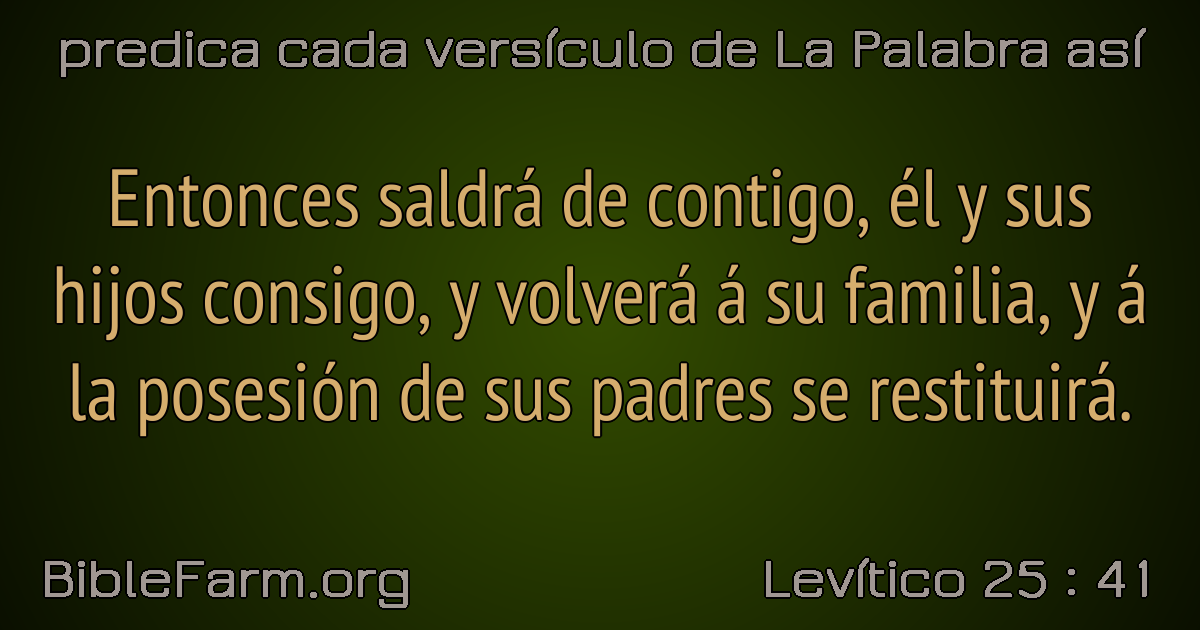 predica cada versículo de La Palabra así
Entonces saldrá de contigo, él y sus
hijos consigo, y volverá á su familia, y á
la posesión de sus padres se restituirá.
BibleFarm.org
Levítico 25 : 41